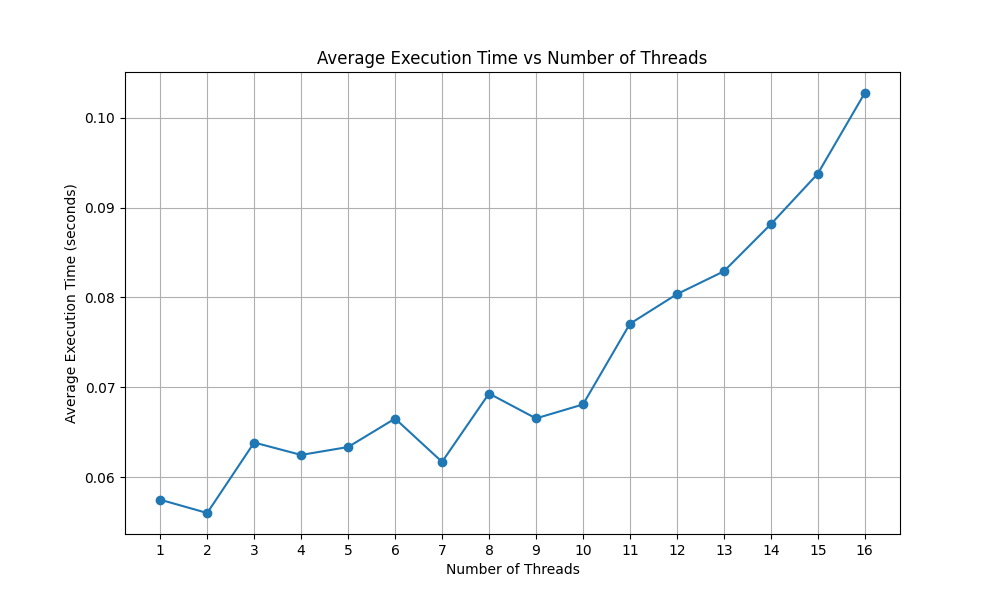 Average Execution Time vs Number of Threads
Average Execution Time (seconds)
0.10
0.09
0.08
0.07
0.06
1 2 3 4 5 6 7 8 9 10 11 12 13 14 15 16
Number of Threads